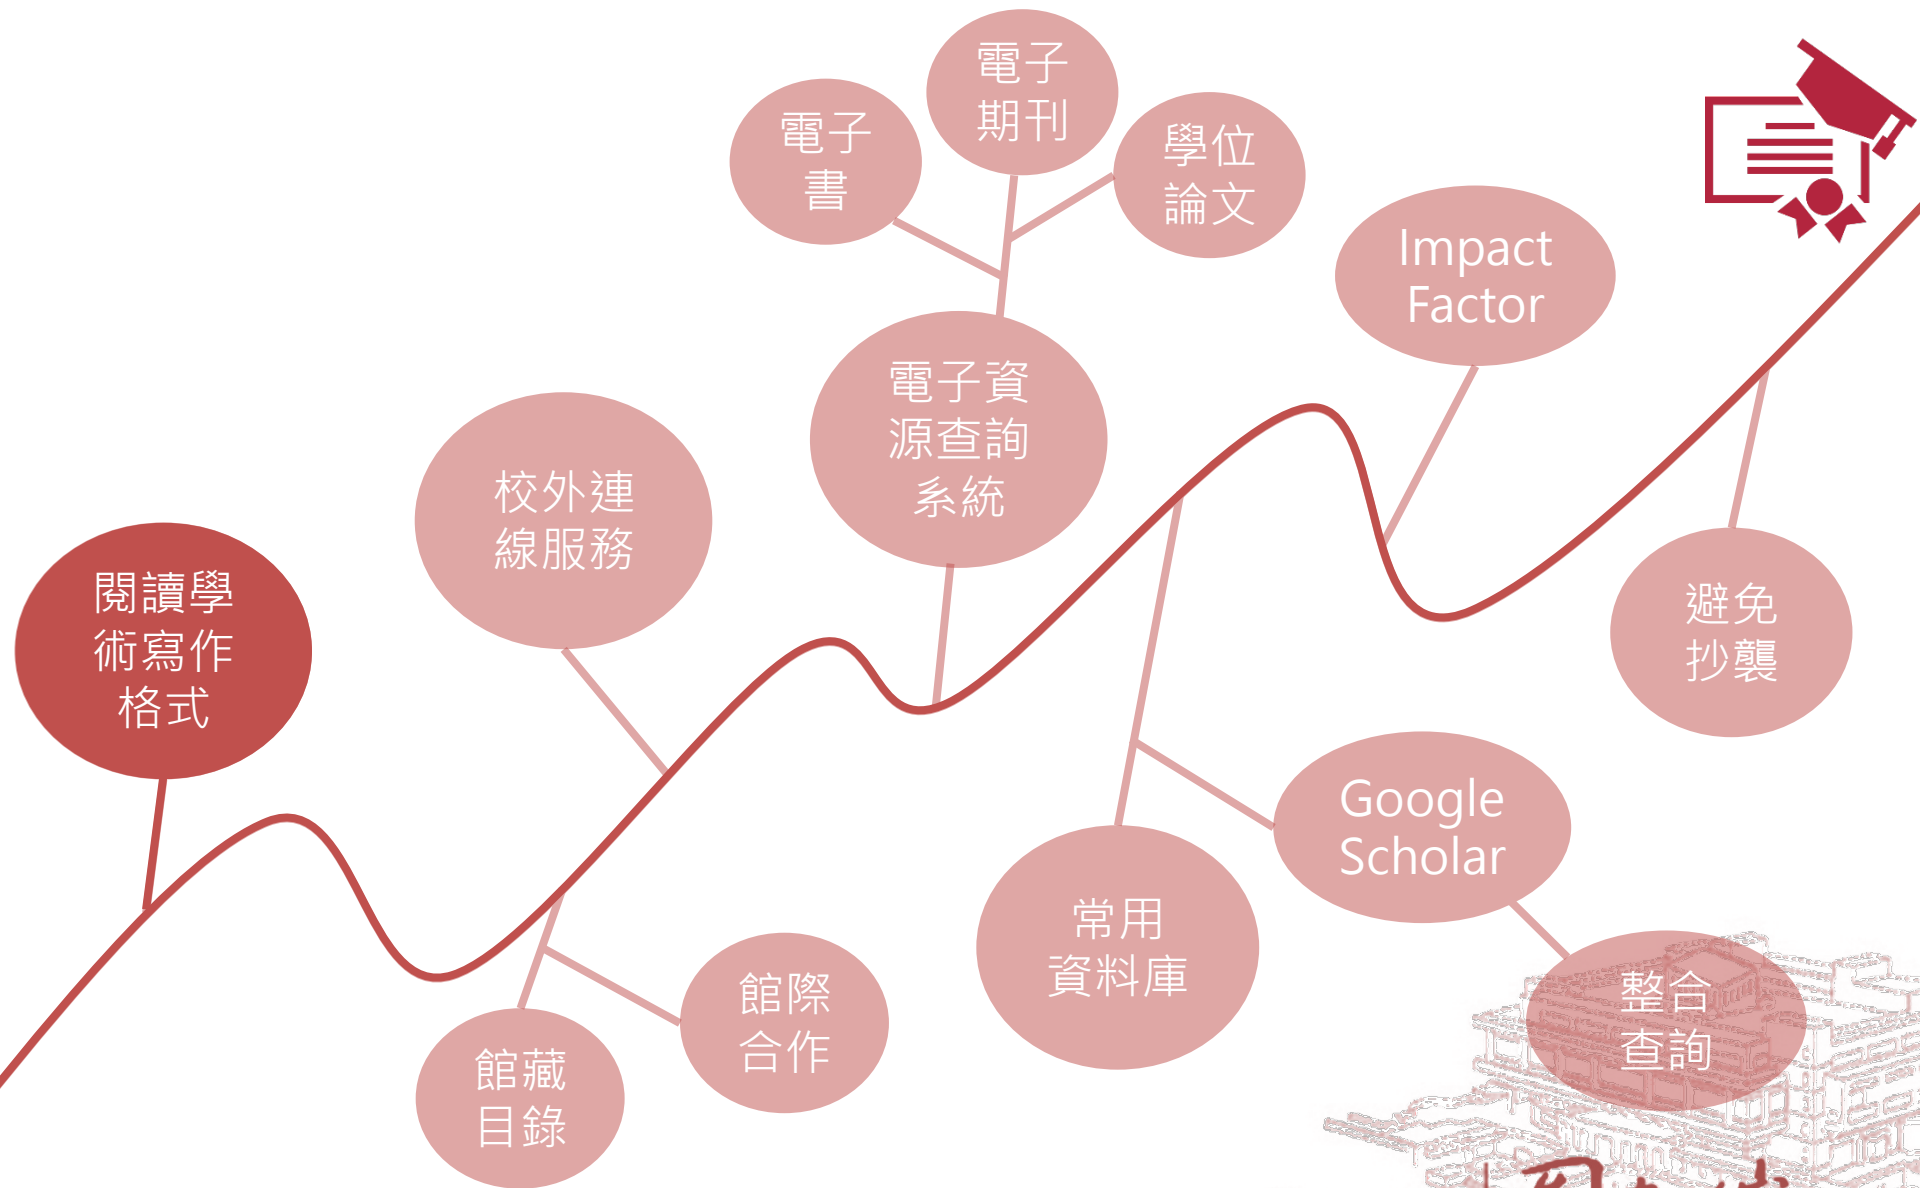 電子
期刊
電子
書
學位
論文
Impact
Factor
電子資
源查詢
系統
校外連
線服務
閱讀學
術寫作
格式
避免
抄襲
Google
Scholar
常用
資料庫
館際
合作
整合
查詢
館藏
目錄